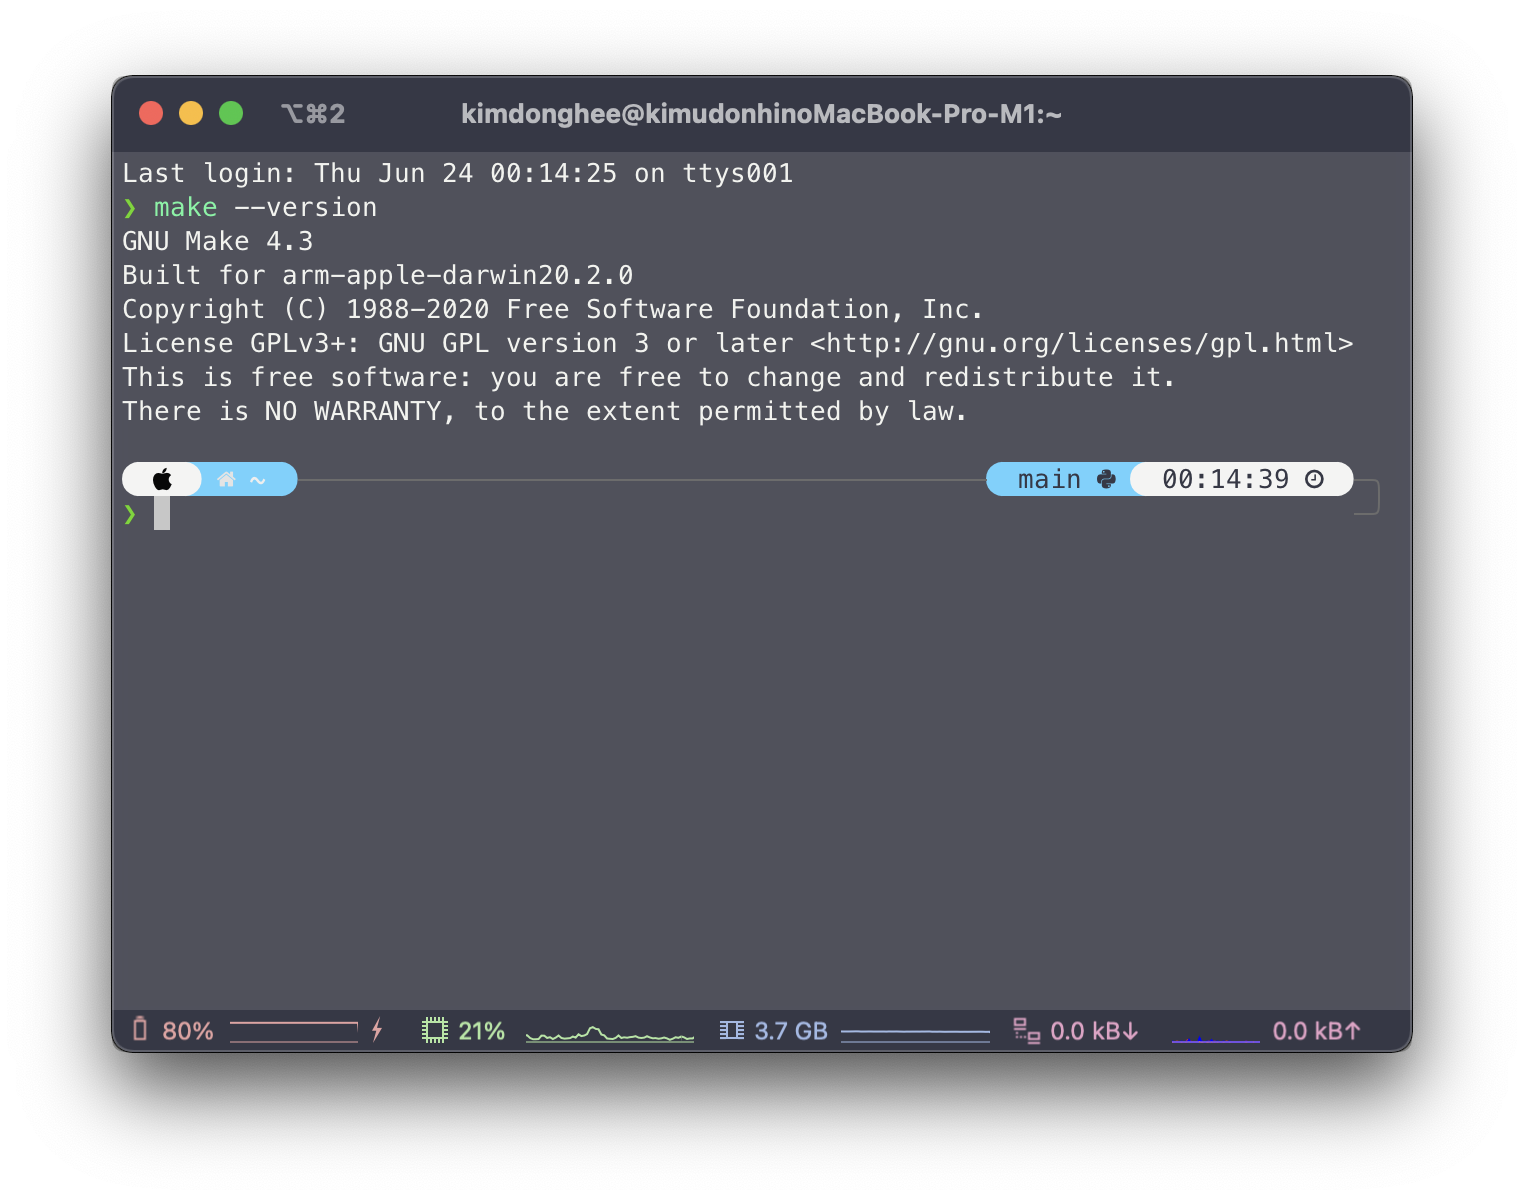 ⌥⌘2 kimdonghee@kimudonhinoMacBook-Pro-M1:~
Last login: Thu Jun 24 00:14:25 on ttys001
❯ make --version
GNU Make 4.3
Built for arm-apple-darwin20.2.0
Copyright (C) 1988-2020 Free Software Foundation, Inc.
License GPLv3+: GNU GPL version 3 or later <http://gnu.org/licenses/gpl.html>
This is free software: you are free to change and redistribute it.
There is NO WARRANTY, to the extent permitted by law.
~ main 00:14:39
❯
80% 21% 3.7 GB 0.0 kB↓ 0.0 kB↑